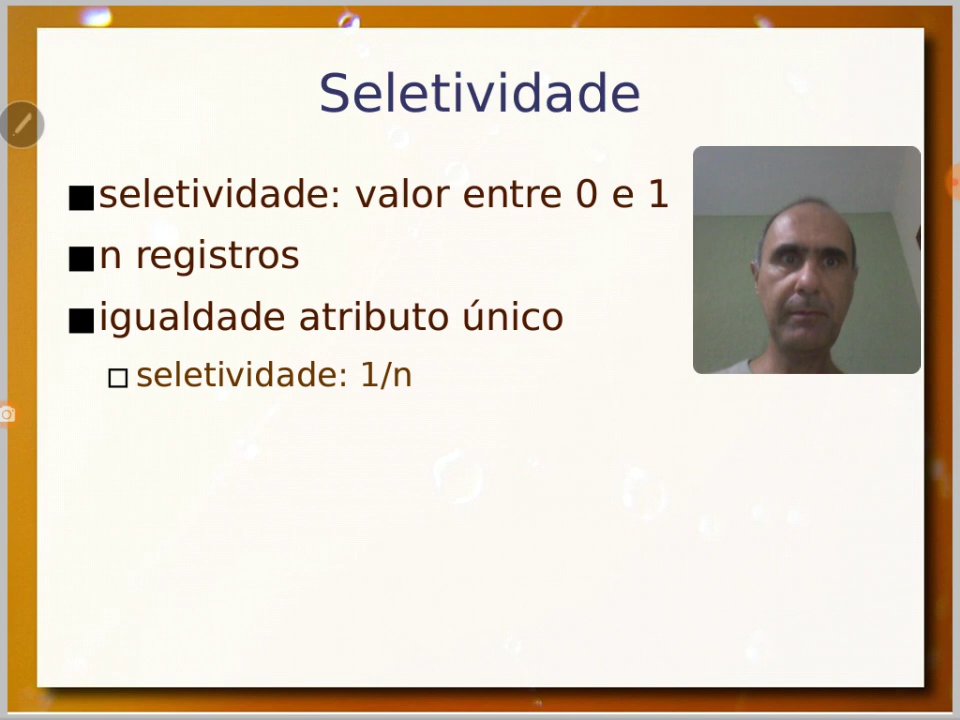 Seletividade
seletividade: valor entre 0 e 1
n registros
igualdade atributo único
seletividade: 1/n